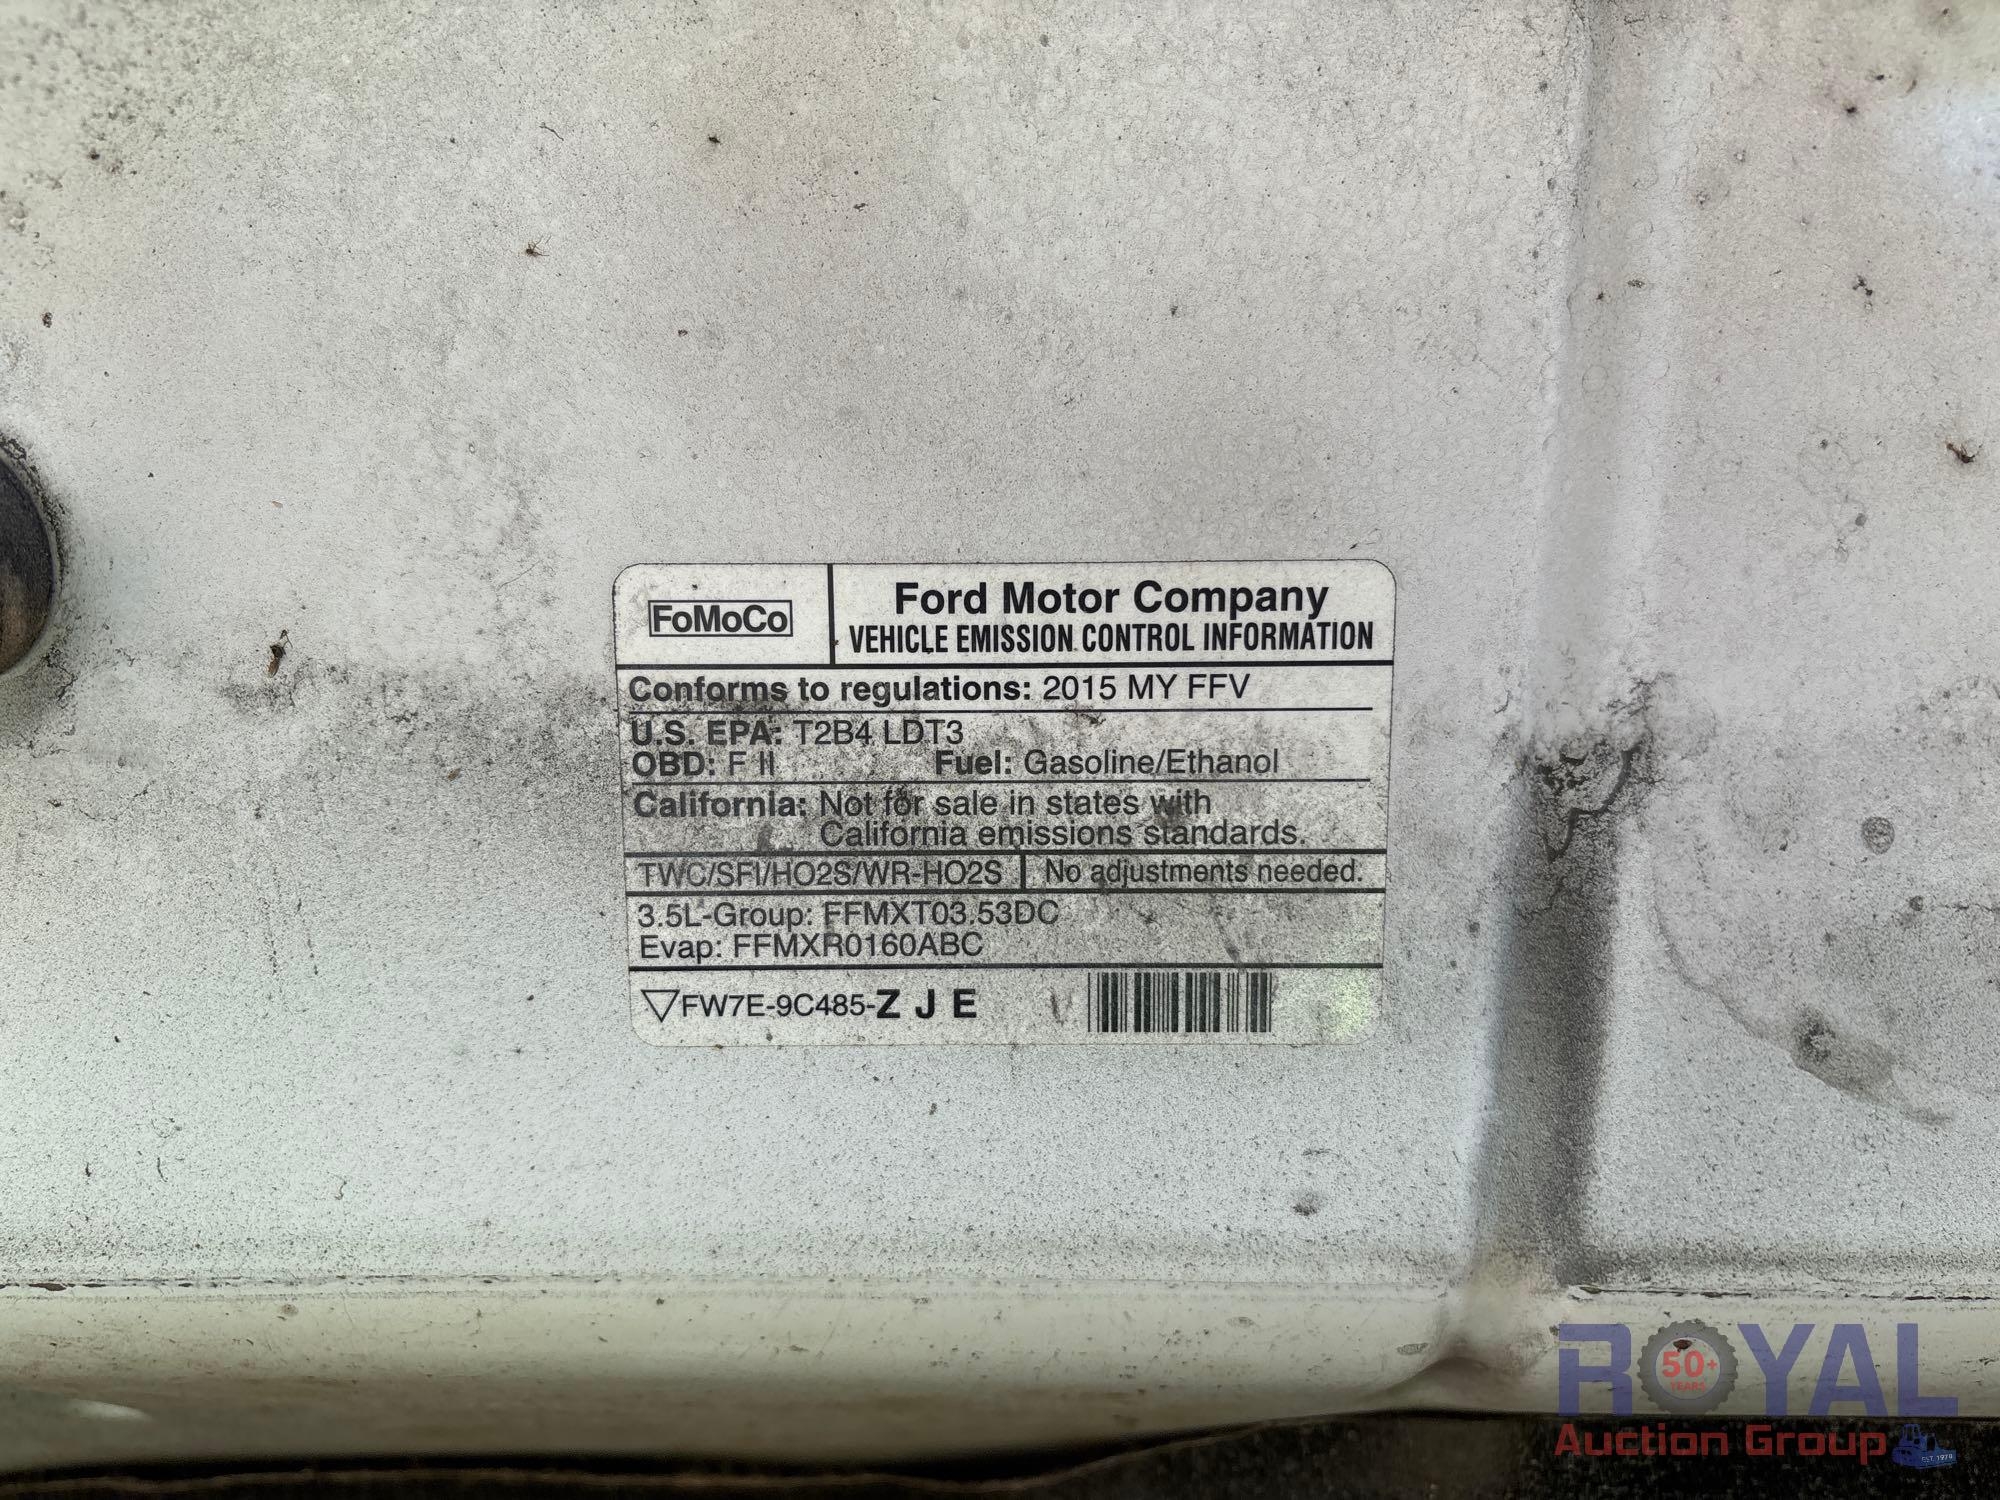 FoMoCo
Ford Motor Company
VEHICLE EMISSION CONTROL INFORMATION
Conforms to regulations: 2015 MY FFV
U.S. EPA: T2B4 LDT3
OBD: F II Fuel: Gasoline/Ethanol
California: Not for sale in states with
California emissions standards.
TWC/SFI/HO2S/WR-HO2S No adjustments needed.
3.5L-Group: FFMXT03.53DC
Evap: FFMXR0160ABC
FW7E-9C485-Z J E
ROYAL
50+
YEARS
Auction Group
EST. 1979